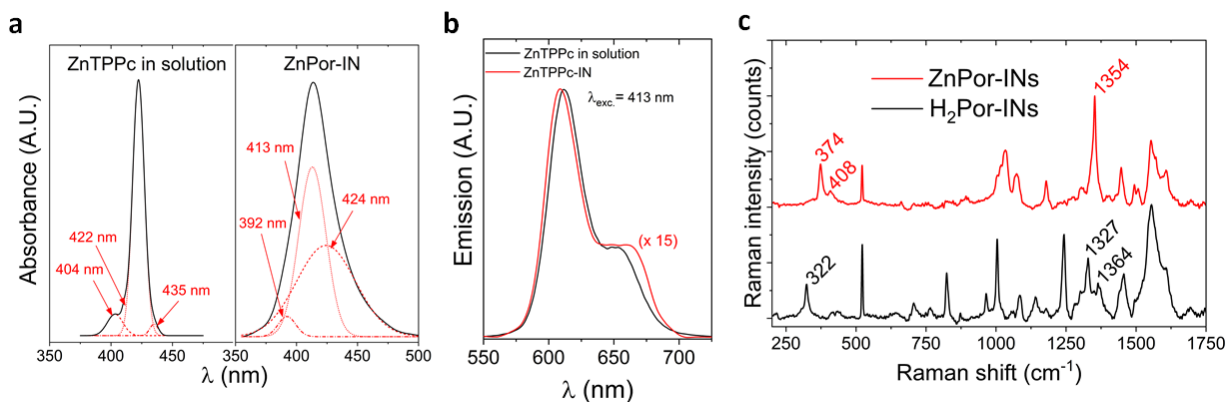 a
ZnTPPc in solution
ZnPor-IN
Absorbance (A.U.)
422 nm
404 nm
435 nm
413 nm
392 nm
424 nm
350
400
450
350
400
450
500
λ (nm)
b
ZnTPPc in solution
ZnTPPc-IN
λexc. = 413 nm
(x 15)
Emission (A.U.)
550
600
650
700
λ (nm)
c
ZnPor-INs
H₂Por-INs
1354
374
408
1327
1364
322
Raman intensity (counts)
250
500
750
1000
1250
1500
1750
Raman shift (cm⁻¹)